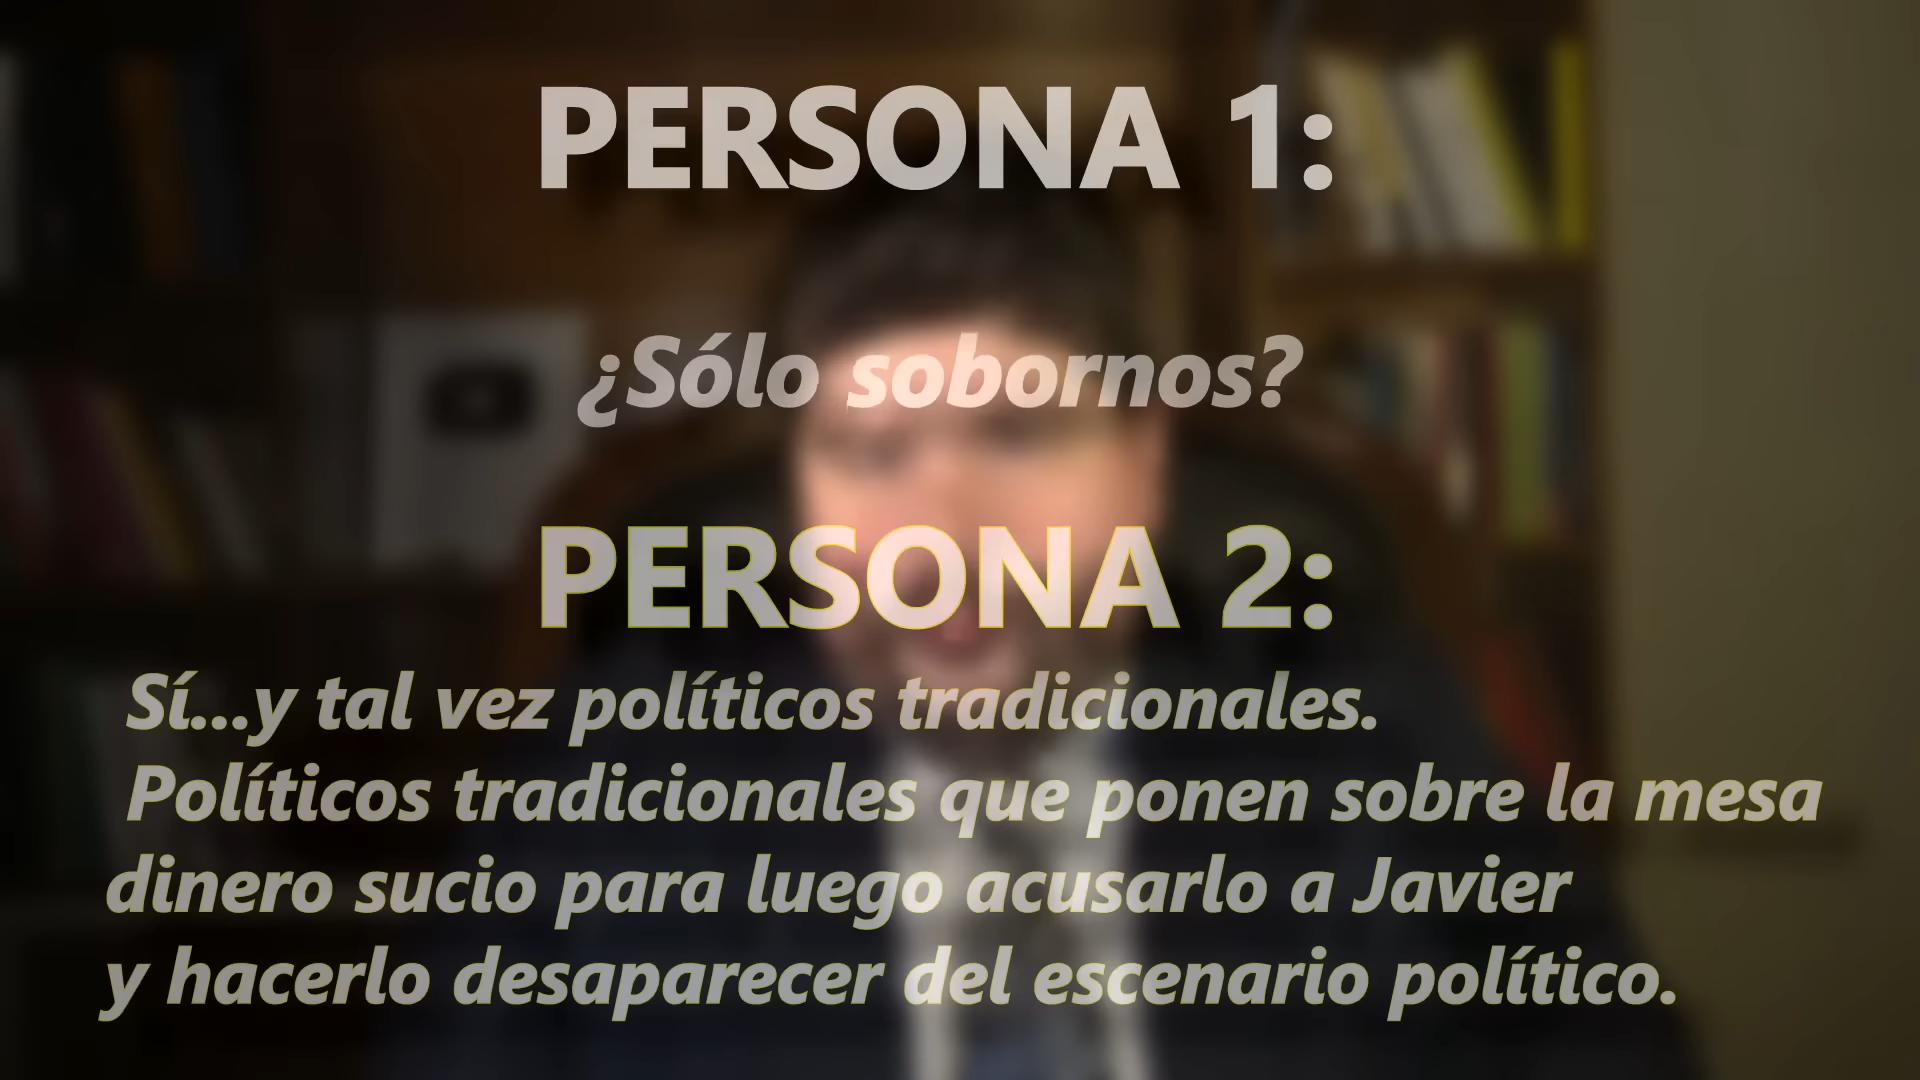 PERSONA 1:
¿Sólo sobornos?
PERSONA 2:
Sí...y tal vez políticos tradicionales.
Políticos tradicionales que ponen sobre la mesa
dinero sucio para luego acusarlo a Javier
y hacerlo desaparecer del escenario político.